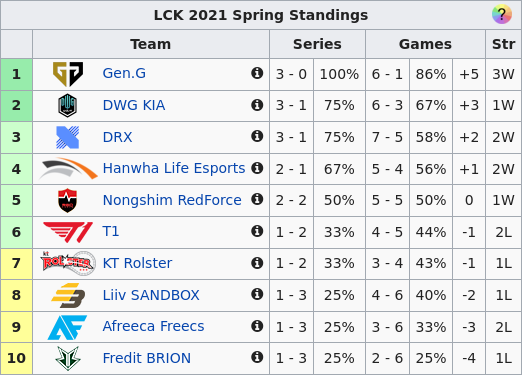 LCK 2021 Spring Standings ?
Team Series Games Str
1 Gen.G 3 - 0 100% 6 - 1 86% +5 3W
2 DWG KIA 3 - 1 75% 6 - 3 67% +3 1W
3 DRX 3 - 1 75% 7 - 5 58% +2 2W
4 Hanwha Life Esports 2 - 1 67% 5 - 4 56% +1 2W
5 Nongshim RedForce 2 - 2 50% 5 - 5 50% 0 1W
6 T1 1 - 2 33% 4 - 5 44% -1 2L
7 KT Rolster 1 - 2 33% 3 - 4 43% -1 1L
8 Liiv SANDBOX 1 - 3 25% 4 - 6 40% -2 1L
9 Afreeca Freecs 1 - 3 25% 3 - 6 33% -3 2L
10 Fredit BRION 1 - 3 25% 2 - 6 25% -4 1L